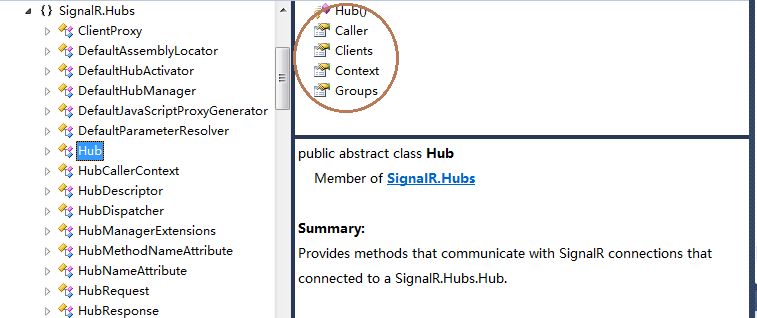 {} SignalR.Hubs
ClientProxy
DefaultAssemblyLocator
DefaultHubActivator
DefaultHubManager
DefaultJavaScriptProxyGenerator
DefaultParameterResolver
Hub
HubCallerContext
HubDescriptor
HubDispatcher
HubManagerExtensions
HubMethodNameAttribute
HubNameAttribute
HubRequest
HubResponse
Hub()
Caller
Clients
Context
Groups
public abstract class Hub
Member of SignalR.Hubs
Summary:
Provides methods that communicate with SignalR connections that
connected to a SignalR.Hubs.Hub.